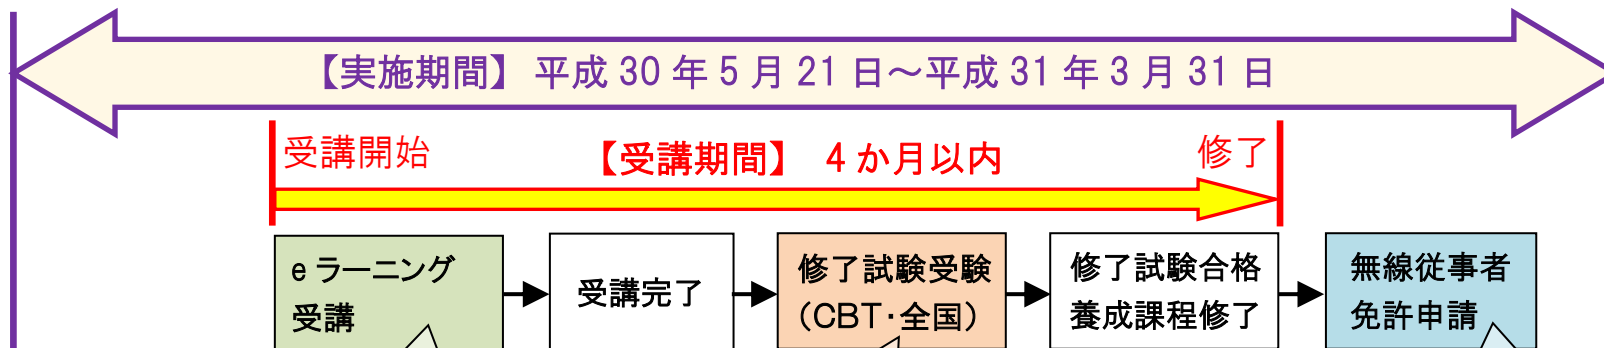 【実施期間】 平成 30 年 5 月 21 日～平成 31 年 3 月 31 日
受講開始
【受講期間】 4 か月以内
修了
e ラーニング
受講
受講完了
修了試験受験
（CBT・全国）
修了試験合格
養成課程修了
無線従事者
免許申請